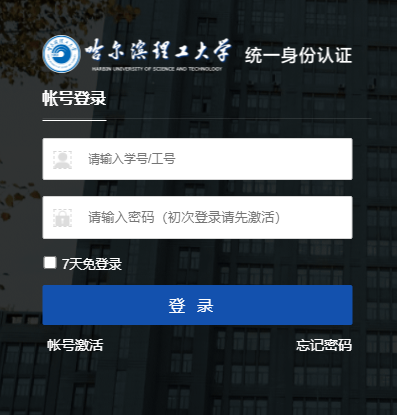 哈尔滨理工大学 统一身份认证
HARBIN UNIVERSITY OF SCIENCE AND TECHNOLOGY
帐号登录
请输入学号/工号
请输入密码（初次登录请先激活）
7天免登录
登 录
帐号激活 忘记密码